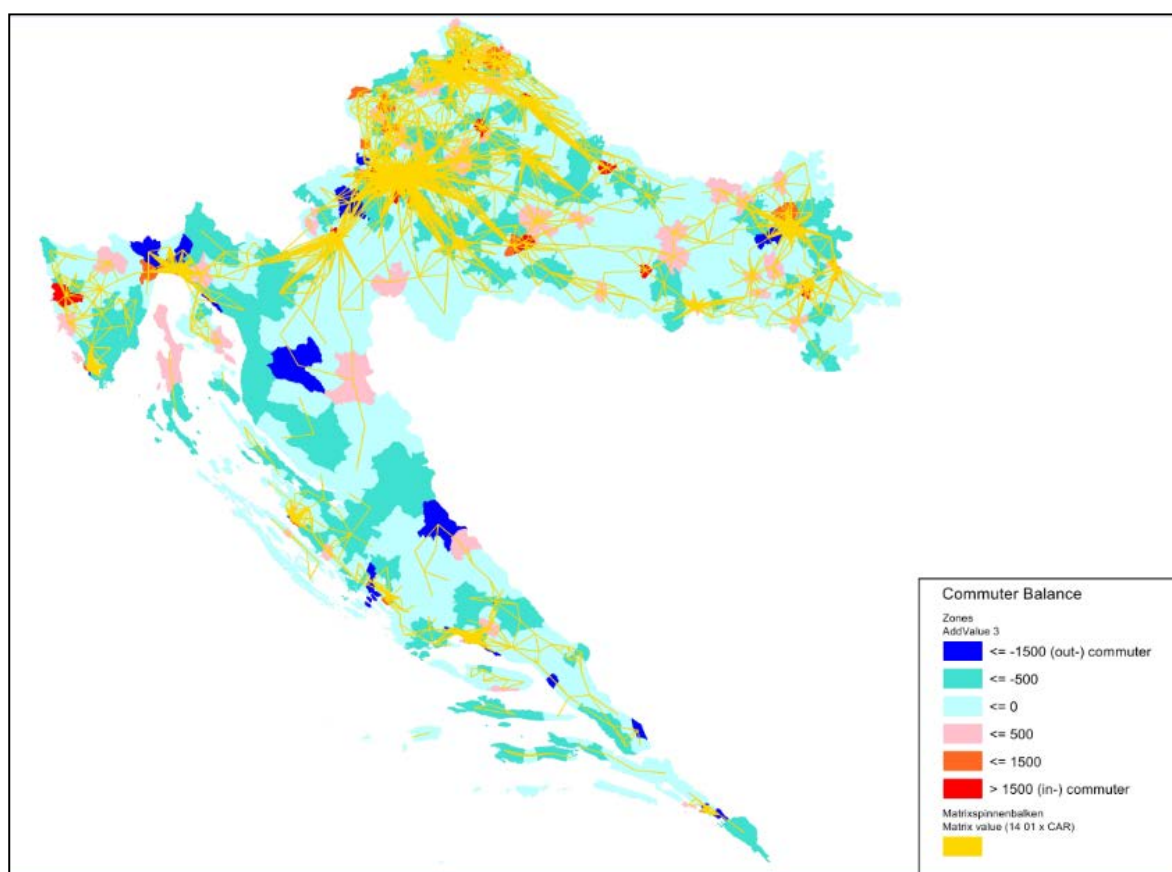 Commuter Balance
Zones
AddValue 3
<= -1500 (out-) commuter
<= -500
<= 0
<= 500
<= 1500
> 1500 (in-) commuter
Matrixspinnenbalken
Matrix value (14 01 x CAR)